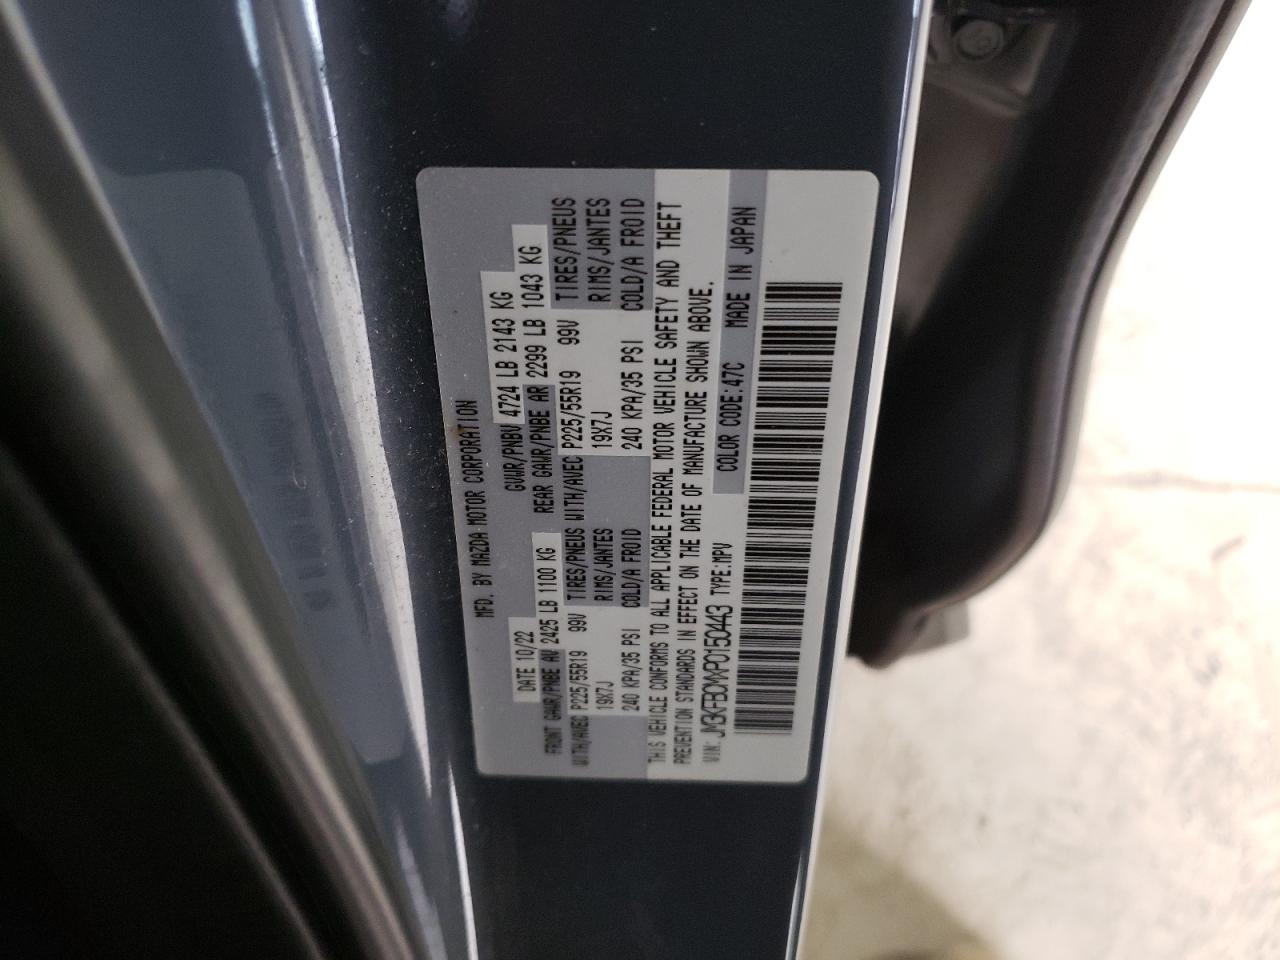 MFD. BY MAZDA MOTOR CORPORATION
DATE 10/22 GVWR/PNBV 4724 LB 2143 KG
FRONT GAWR/PNBE AV 2425 LB 1100 KG REAR GAWR/PNBE AR 2299 LB 1043 KG
WITH/AVEC P225/55R19 99V TIRES/PNEUS WITH/AVEC P225/55R19 99V TIRES/PNEUS
19X7J RIMS/JANTES 19X7J RIMS/JANTES
240 KPA/35 PSI COLD/A FROID 240 KPA/35 PSI COLD/A FROID
THIS VEHICLE CONFORMS TO ALL APPLICABLE FEDERAL MOTOR VEHICLE SAFETY AND THEFT
PREVENTION STANDARDS IN EFFECT ON THE DATE OF MANUFACTURE SHOWN ABOVE.
VIN: JM3KFBCMXP0150443 TYPE:MPV COLOR CODE:47C MADE IN JAPAN